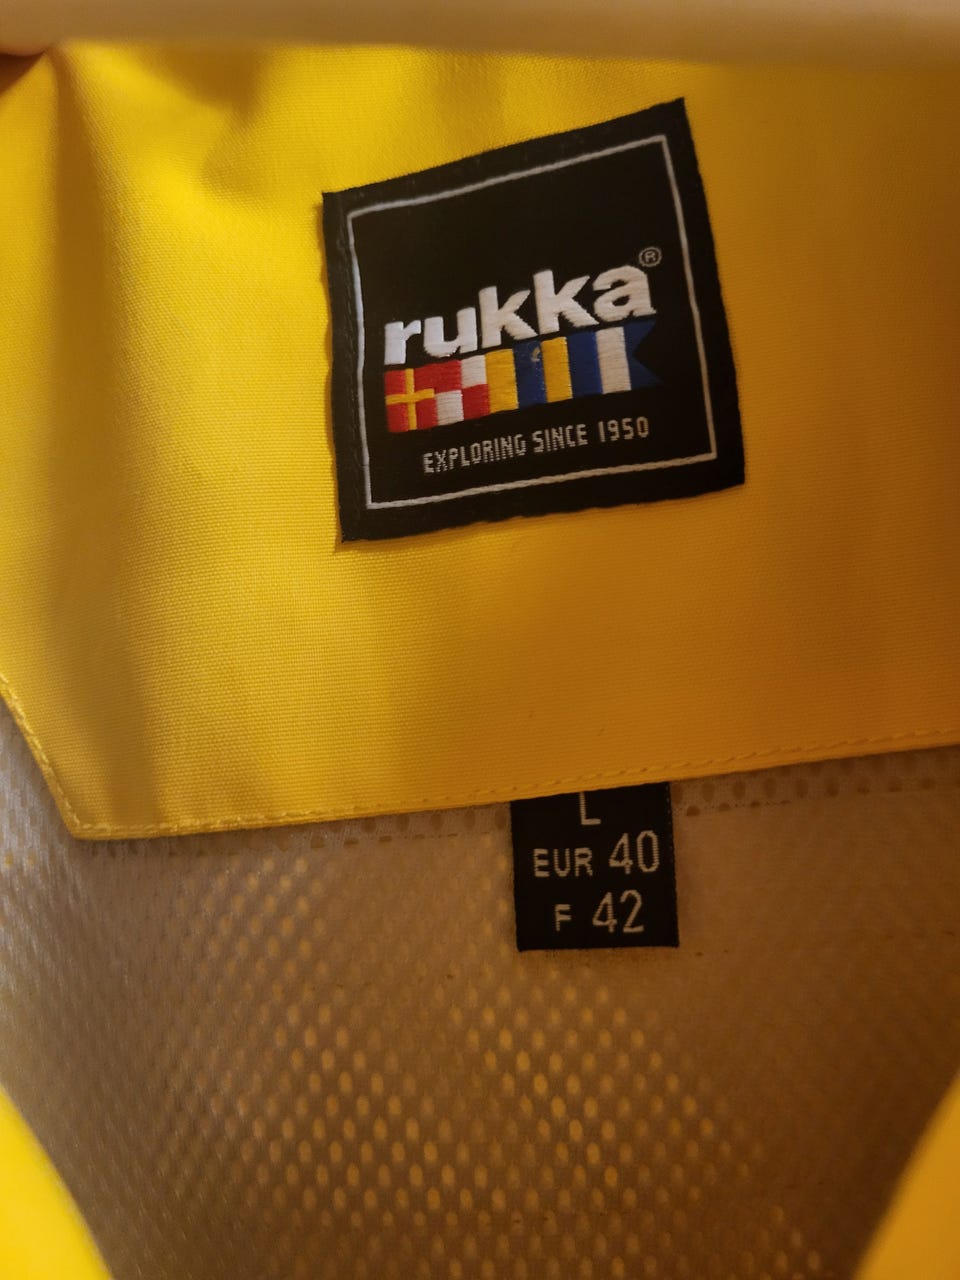 rukka®
EXPLORING SINCE 1950
L
EUR 40
F 42